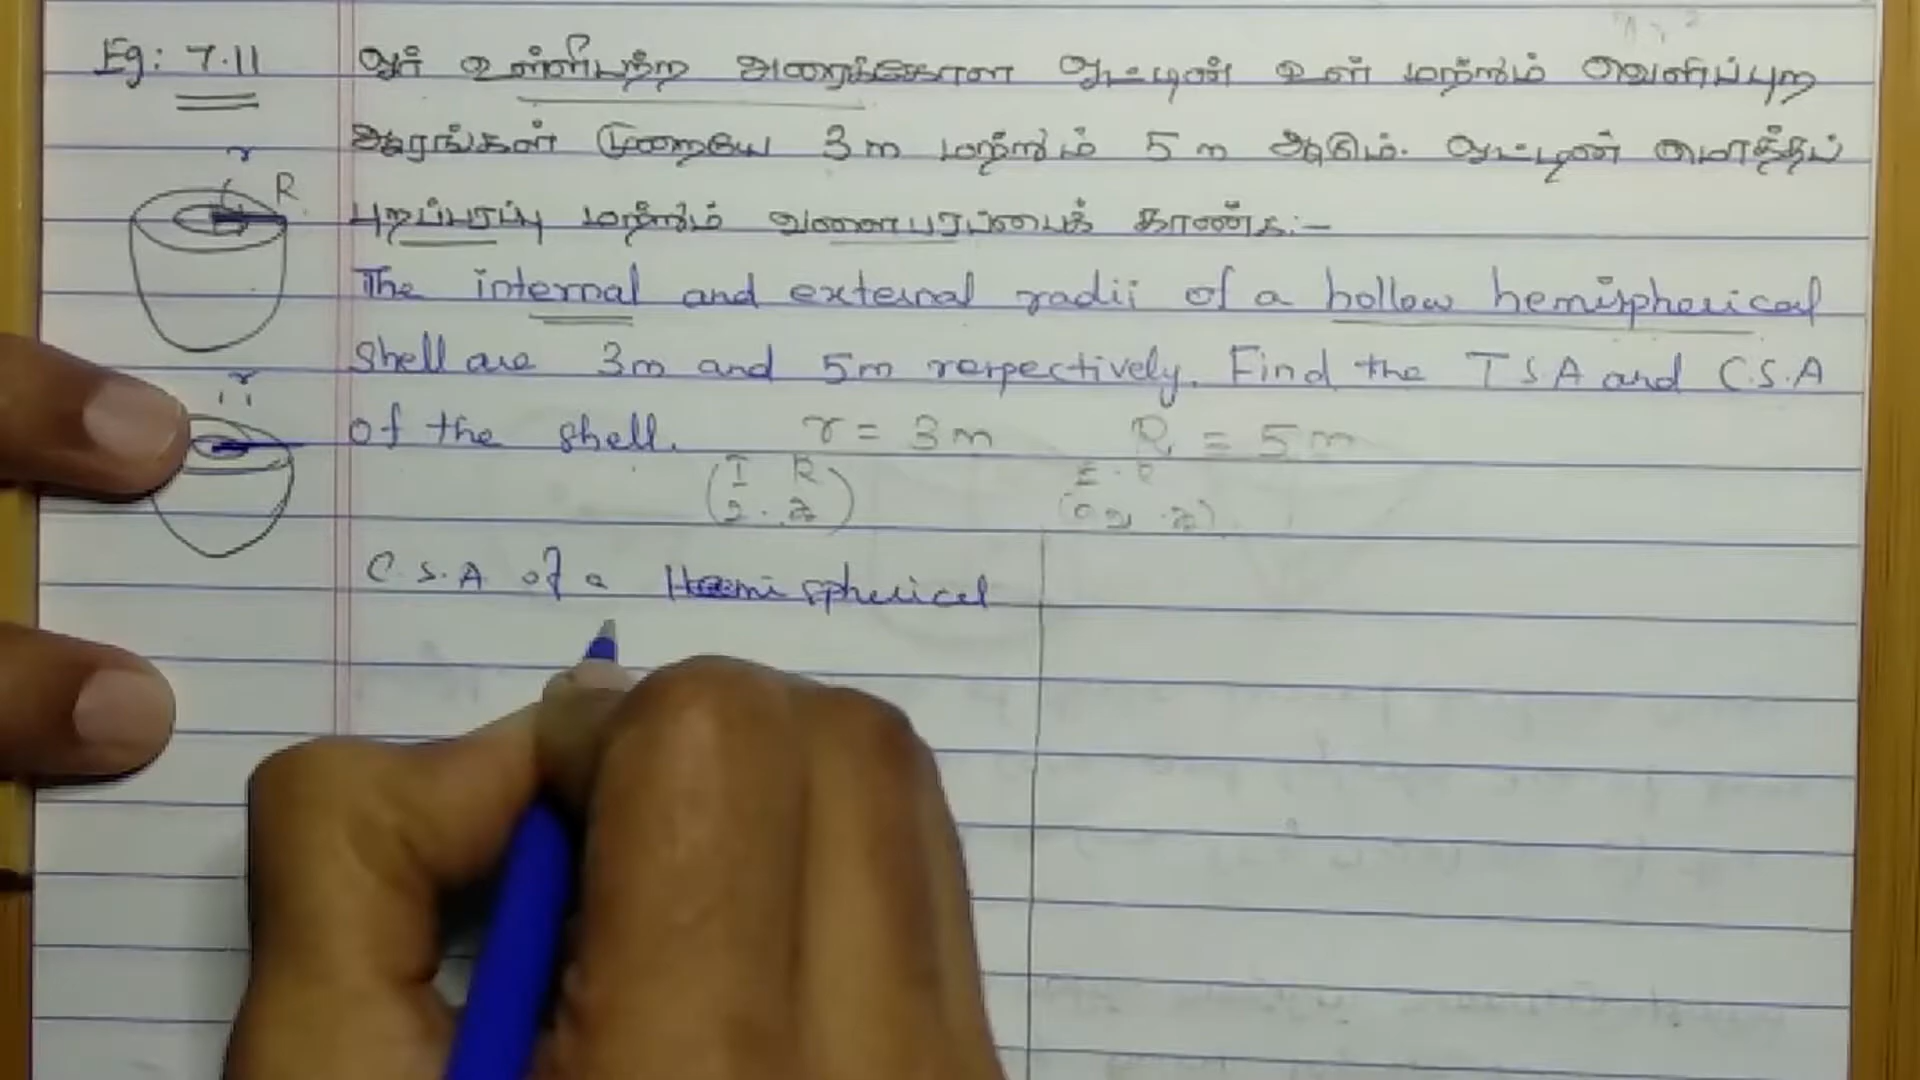 Eg: 7.11 ஓர் உள்ளீடற்ற அரைக்கோள ஓட்டின் உள் மற்றும் வெளிப்புற
ஆரங்கள் முறையே 3 m மற்றும் 5 m ஆகும். ஓட்டின் மொத்தப்
புறப்பரப்பு மற்றும் வளைபரப்பைக் காண்க:-
r
R
The internal and external radii of a hollow hemispherical
shell are 3m and 5m respectively. Find the T.S.A and C.S.A
r
of the shell. r = 3 m R = 5 m
(I R E.R
உ.ஆ) (வெ.ஆ)
C.S.A of a Hemispherical